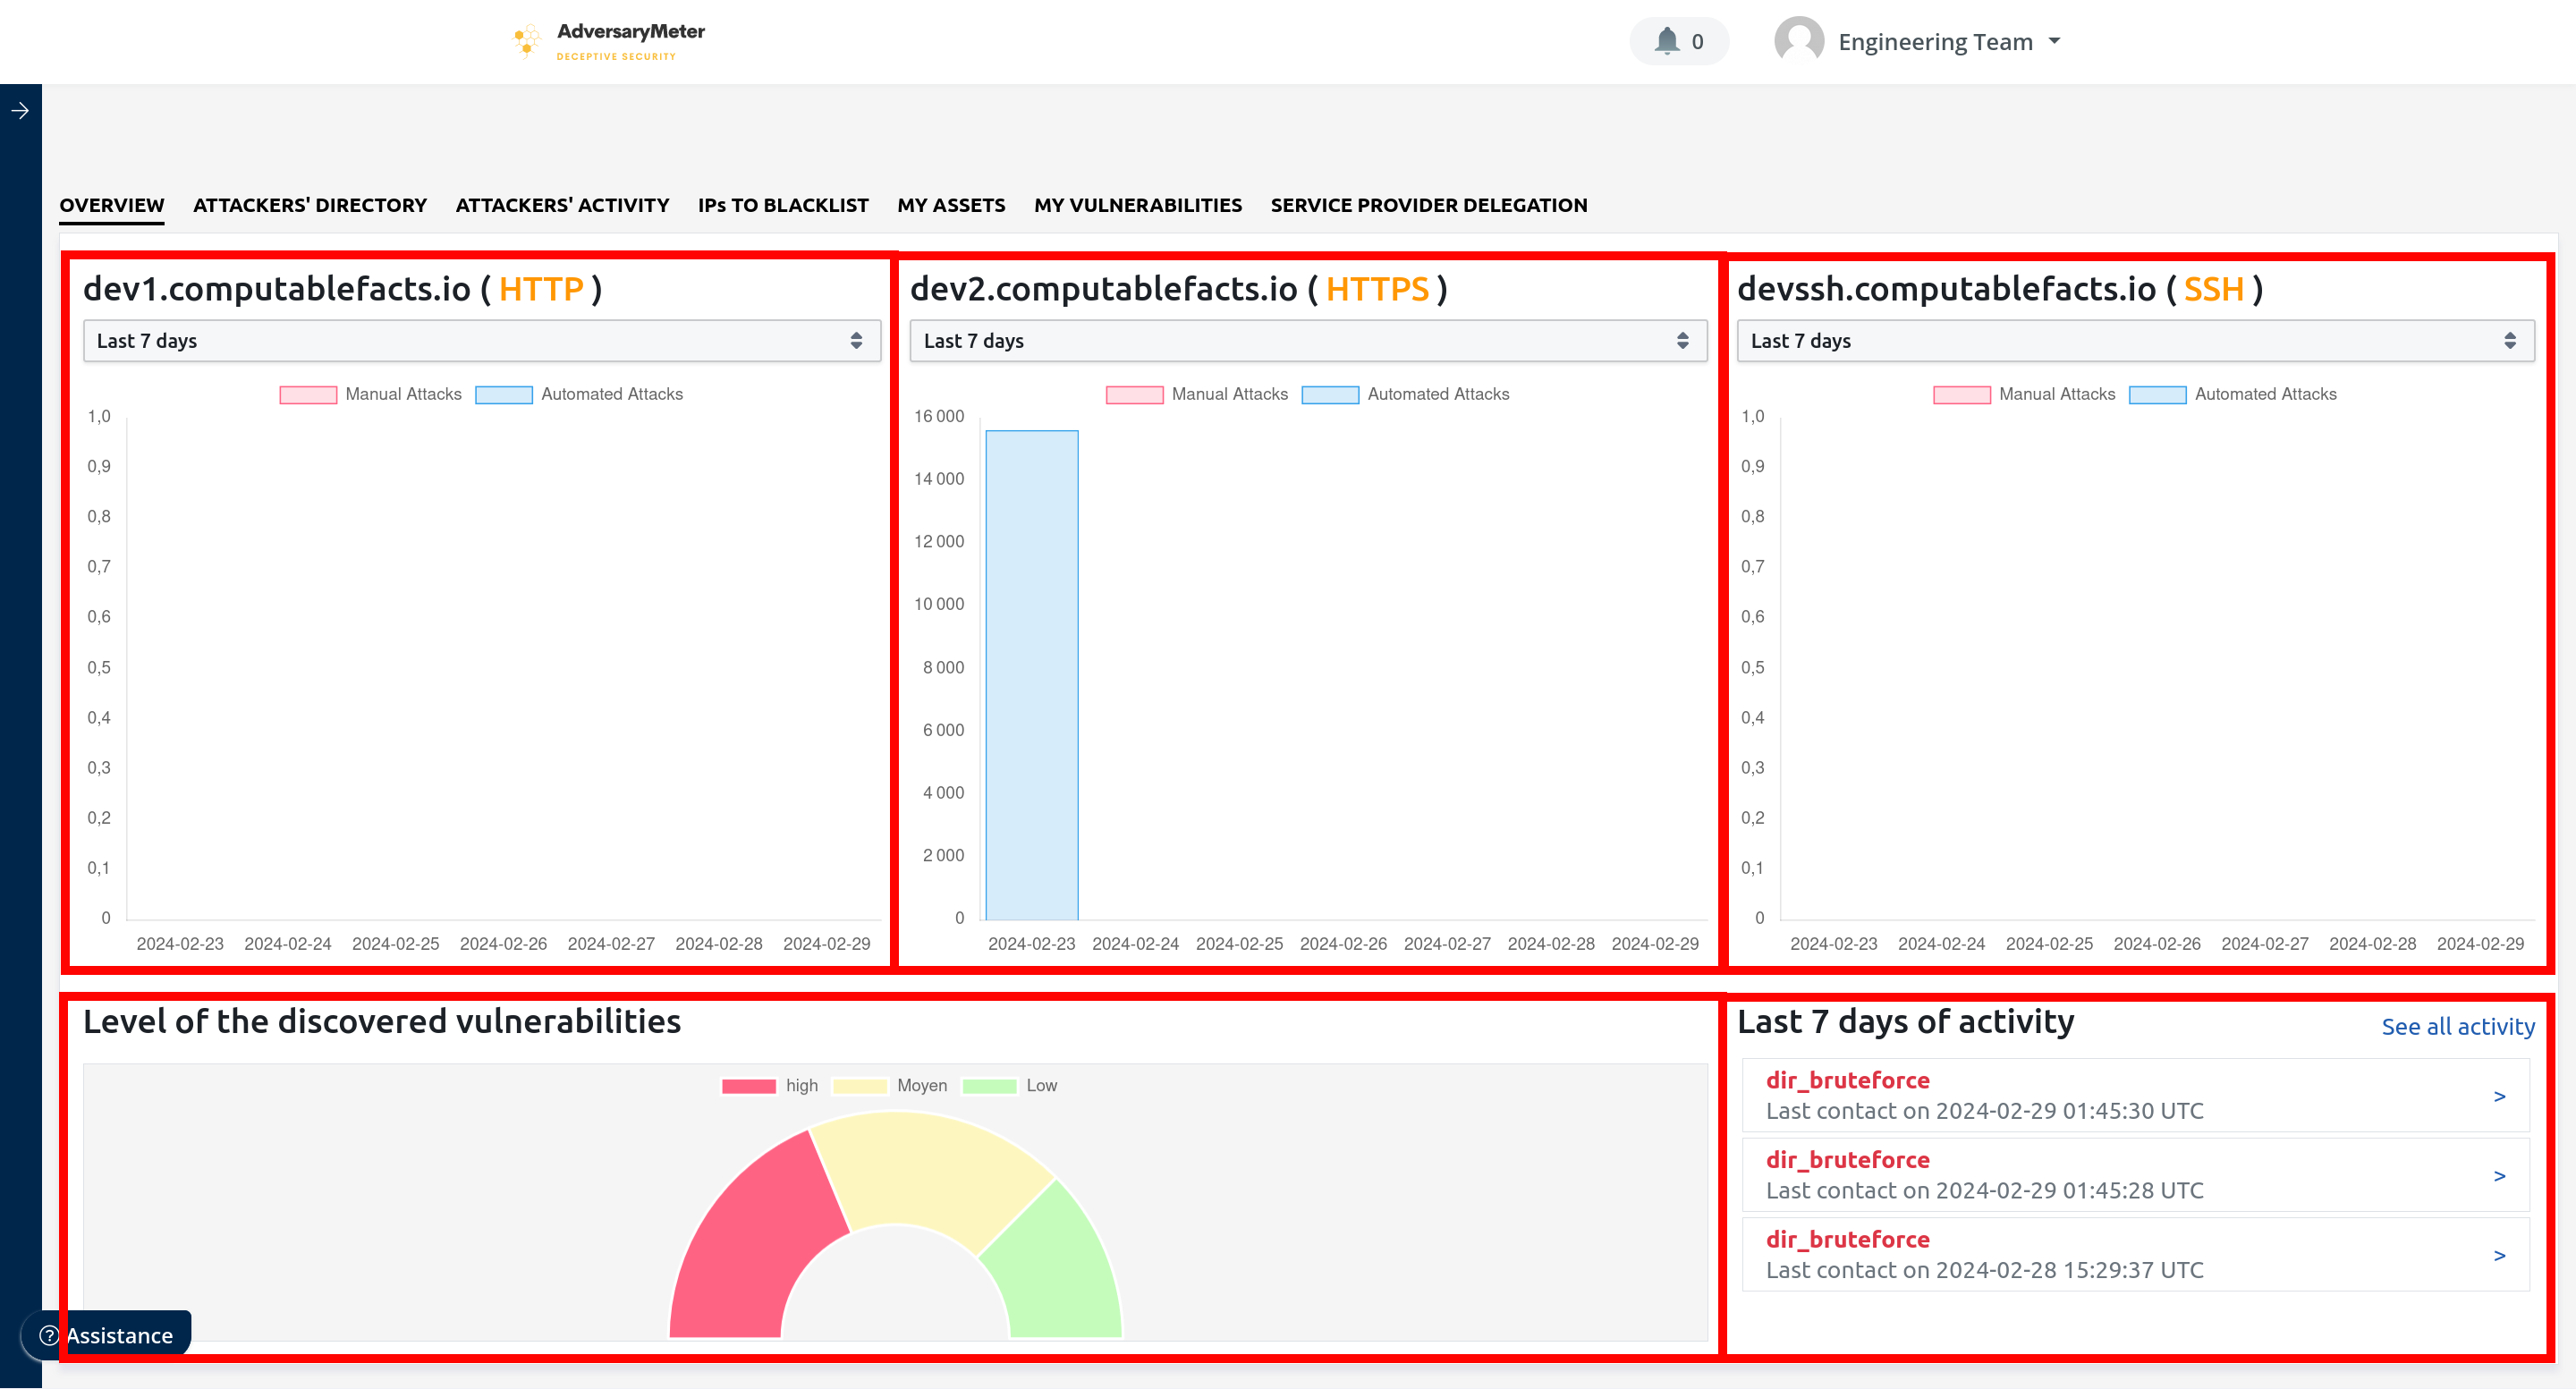 AdversaryMeter
DECEPTIVE SECURITY
0
Engineering Team
OVERVIEW ATTACKERS' DIRECTORY ATTACKERS' ACTIVITY IPs TO BLACKLIST MY ASSETS MY VULNERABILITIES SERVICE PROVIDER DELEGATION
dev1.computablefacts.io ( HTTP )
Last 7 days
Manual Attacks Automated Attacks
1,0
0,9
0,8
0,7
0,6
0,5
0,4
0,3
0,2
0,1
0
2024-02-23 2024-02-24 2024-02-25 2024-02-26 2024-02-27 2024-02-28 2024-02-29
dev2.computablefacts.io ( HTTPS )
Last 7 days
Manual Attacks Automated Attacks
16 000
14 000
12 000
10 000
8 000
6 000
4 000
2 000
0
2024-02-23 2024-02-24 2024-02-25 2024-02-26 2024-02-27 2024-02-28 2024-02-29
devssh.computablefacts.io ( SSH )
Last 7 days
Manual Attacks Automated Attacks
1,0
0,9
0,8
0,7
0,6
0,5
0,4
0,3
0,2
0,1
0
2024-02-23 2024-02-24 2024-02-25 2024-02-26 2024-02-27 2024-02-28 2024-02-29
Level of the discovered vulnerabilities
high Moyen Low
Last 7 days of activity
See all activity
dir_bruteforce
Last contact on 2024-02-29 01:45:30 UTC
>
dir_bruteforce
Last contact on 2024-02-29 01:45:28 UTC
>
dir_bruteforce
Last contact on 2024-02-28 15:29:37 UTC
>
? Assistance